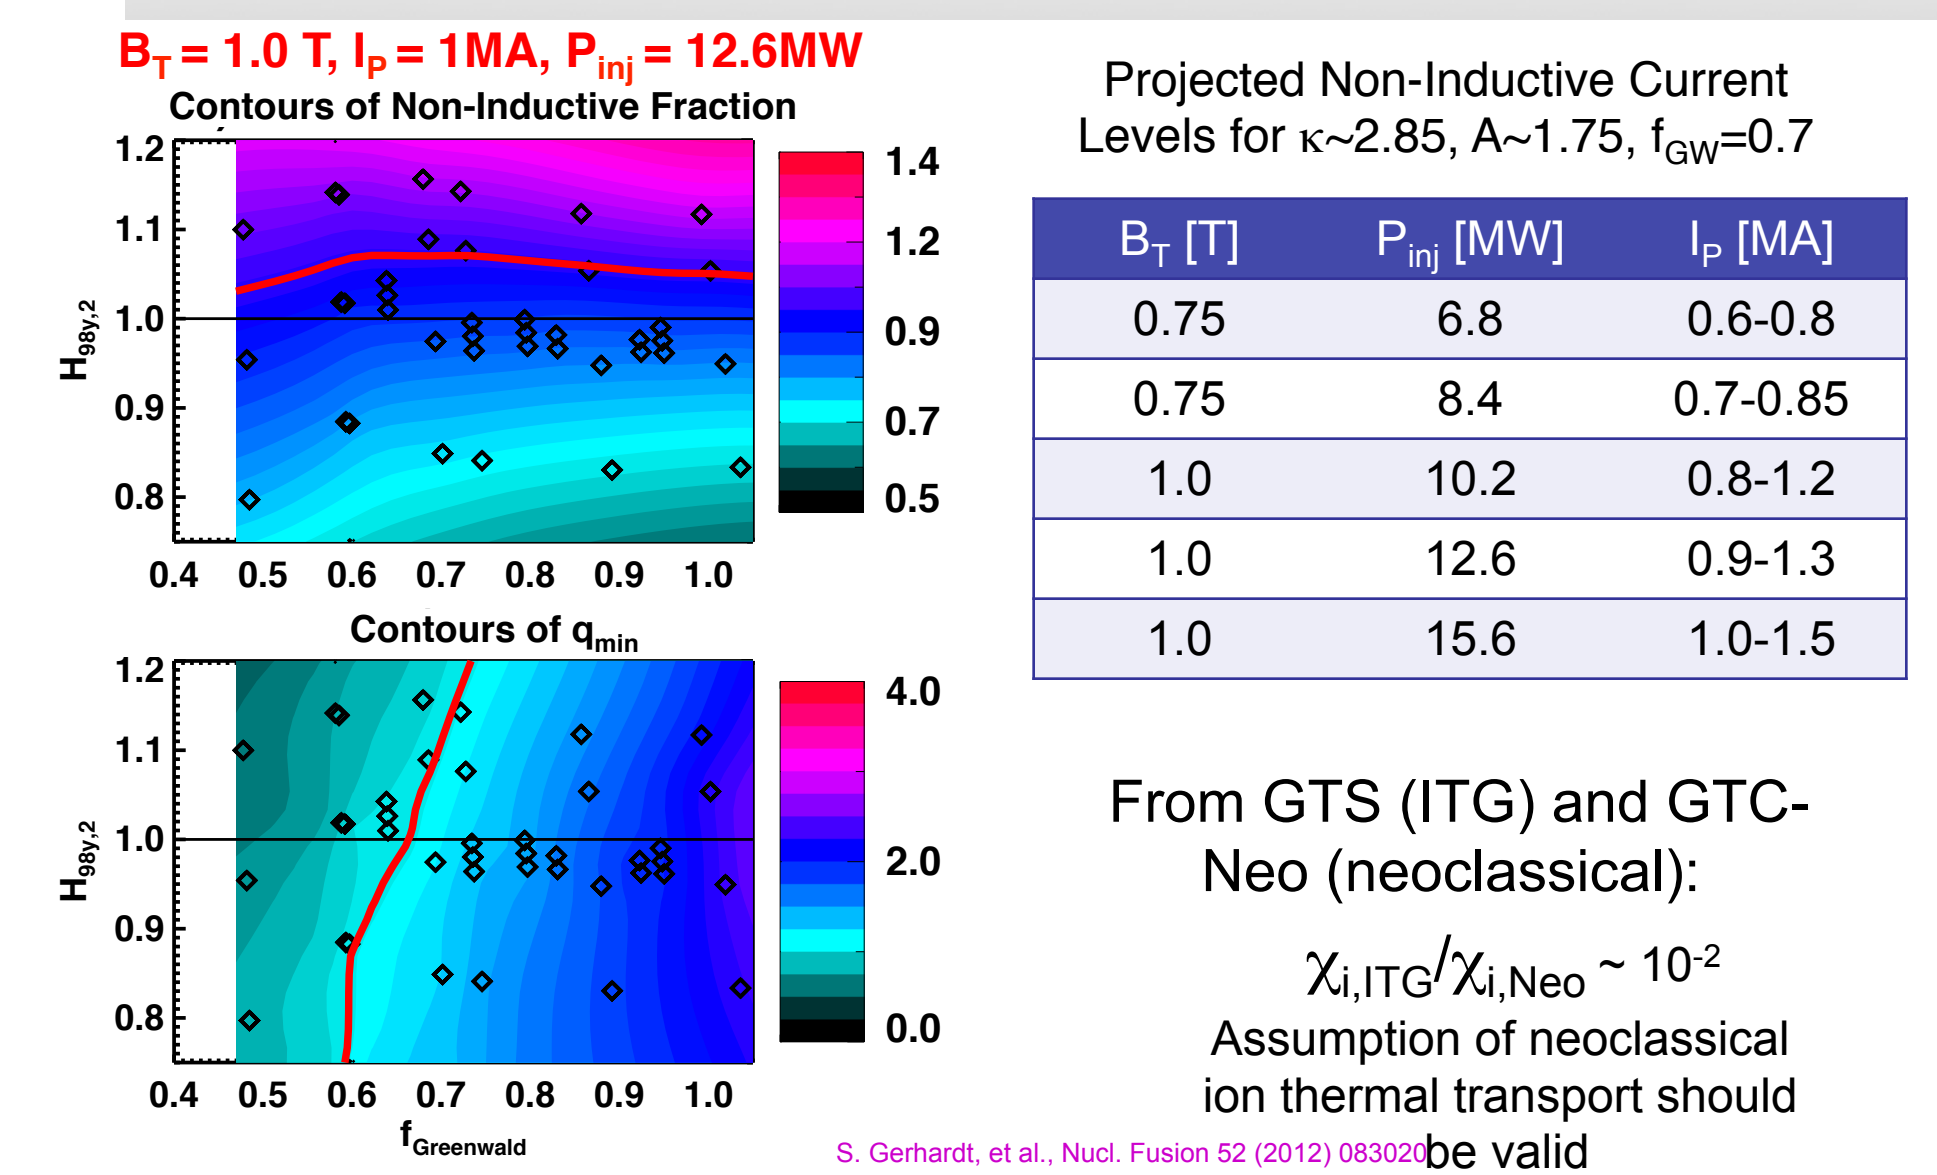 B_T = 1.0 T, I_P = 1MA, P_inj = 12.6MW
Contours of Non-Inductive Fraction
1.2
1.1
1.0
0.9
0.8
H_98y,2
0.4 0.5 0.6 0.7 0.8 0.9 1.0
1.4
1.2
0.9
0.7
0.5
Contours of q_min
1.2
1.1
1.0
0.9
0.8
H_98y,2
0.4 0.5 0.6 0.7 0.8 0.9 1.0
f_Greenwald
4.0
2.0
0.0
Projected Non-Inductive Current
Levels for κ~2.85, A~1.75, f_GW=0.7
B_T [T] P_inj [MW] I_P [MA]
0.75 6.8 0.6-0.8
0.75 8.4 0.7-0.85
1.0 10.2 0.8-1.2
1.0 12.6 0.9-1.3
1.0 15.6 1.0-1.5
From GTS (ITG) and GTC-
Neo (neoclassical):
χ_i,ITG/χ_i,Neo ~ 10^-2
Assumption of neoclassical
ion thermal transport should
be valid
S. Gerhardt, et al., Nucl. Fusion 52 (2012) 083020